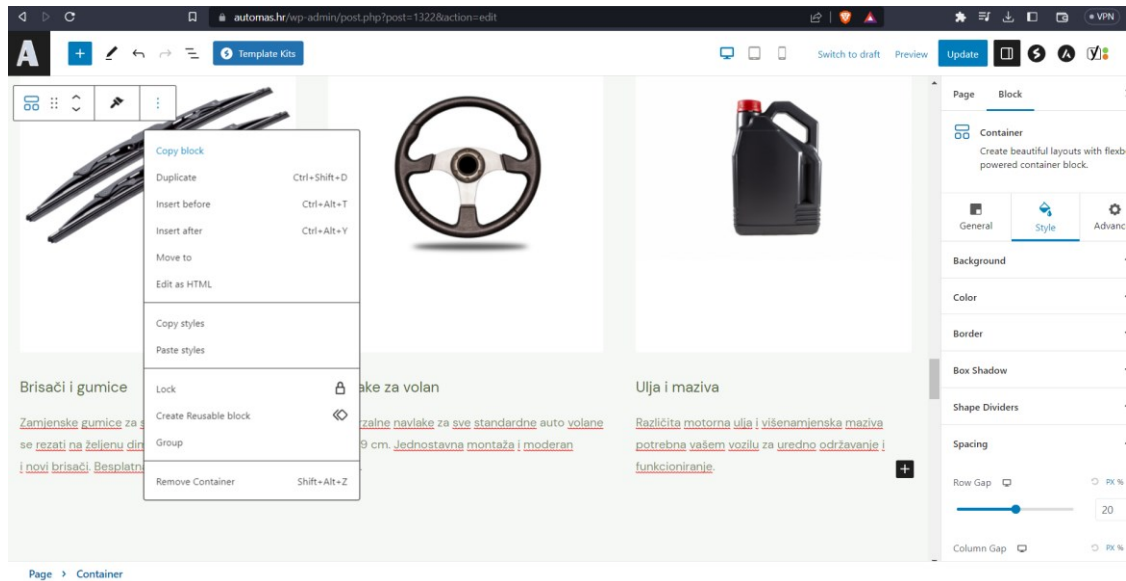 automas.hr/wp-admin/post.php?post=1322&action=edit
VPN
A
Template Kits
Switch to draft Preview Update
Copy block
Duplicate Ctrl+Shift+D
Insert before Ctrl+Alt+T
Insert after Ctrl+Alt+Y
Move to
Edit as HTML
Copy styles
Paste styles
Lock
Create Reusable block
Group
Remove Container Shift+Alt+Z
Brisači i gumice
Zamjenske gumice za
se rezati na željenu
i novi brisači.
za volan
navlake za sve standardne auto volane
9 cm. Jednostavna montaža i moderan
Ulja i maziva
Različita motorna ulja i višenamjenska maziva
potrebna vašem vozilu za uredno održavanje i
funkcioniranje.
Page Block
Container
Create beautiful layouts with
powered container block.
General Style
Background
Color
Border
Box Shadow
Shape Dividers
Spacing
Row Gap PX %
20
Column Gap PX %
Page > Container